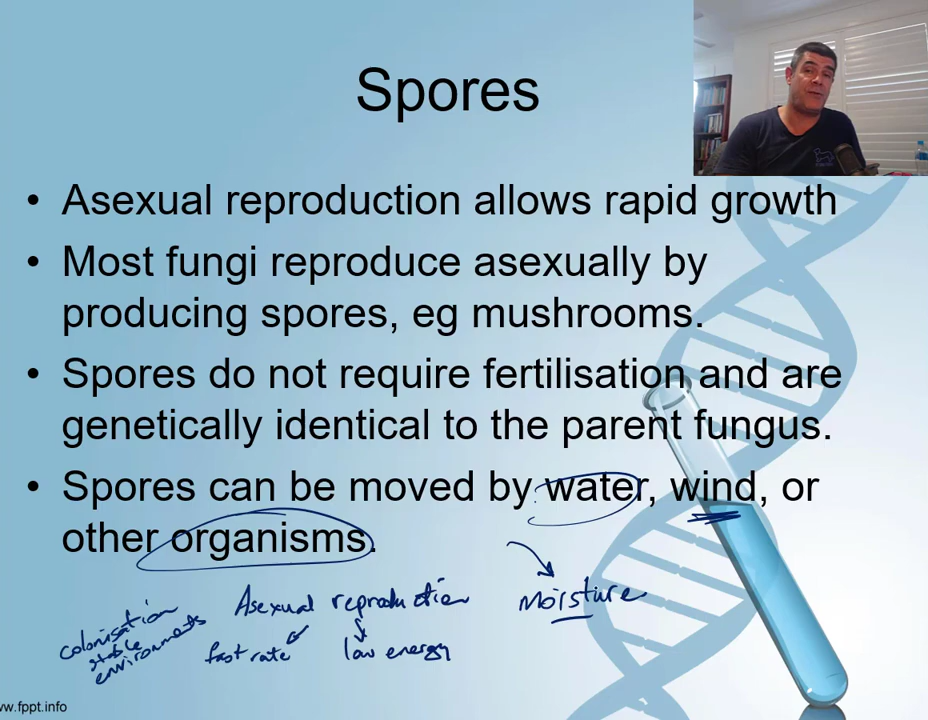 Spores
• Asexual reproduction allows rapid growth
• Most fungi reproduce asexually by
producing spores, eg mushrooms.
• Spores do not require fertilisation and are
genetically identical to the parent fungus.
• Spores can be moved by water, wind, or
other organisms.
Asexual reproduction
Moisture
colonisation
stable
environments
fast rate
low energy
ww.fppt.info